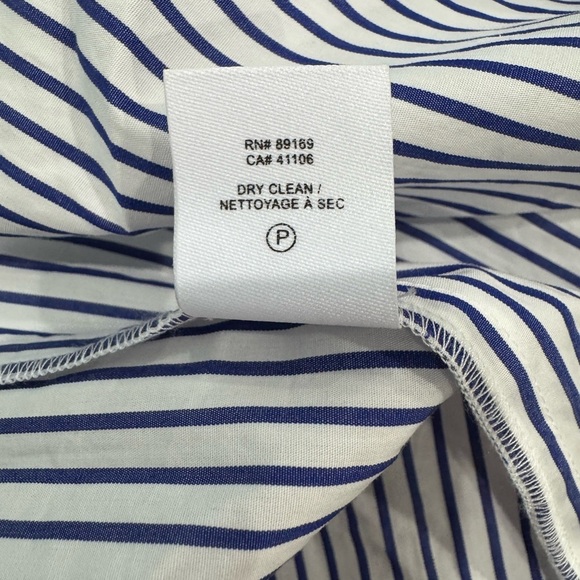 RN# 89169
CA# 41106
DRY CLEAN /
NETTOYAGE À SEC
P